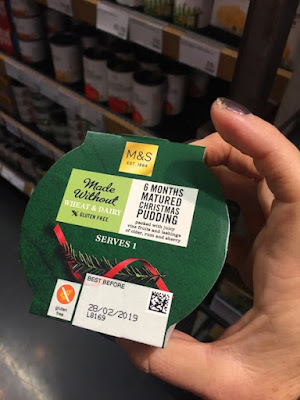 M&S
EST. 1884
Made
Without
WHEAT & DAIRY
GLUTEN FREE
6 MONTHS
MATURED
CHRISTMAS
PUDDING
packed with juicy
vine fruits and lashings
of cider, rum and sherry
SERVES 1
BEST BEFORE
28/02/2019
L8169
gluten
free